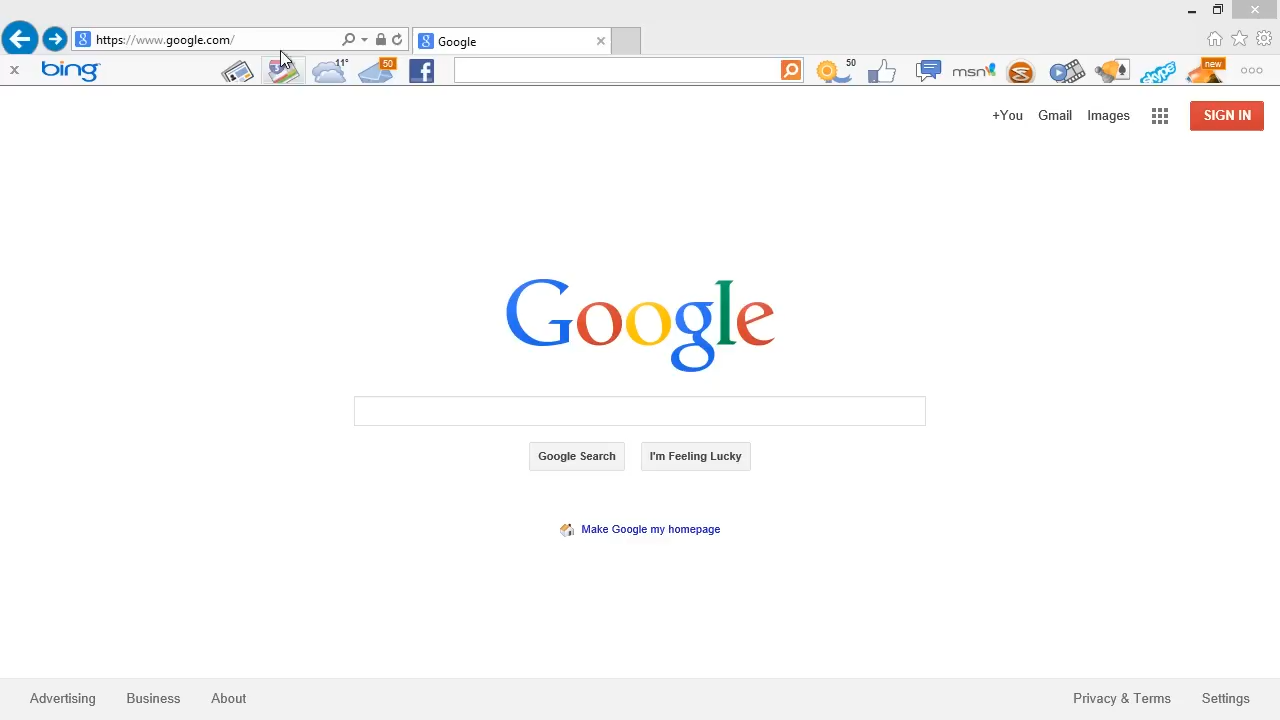 https://www.google.com/
Google
bing
11°
50
50
msn
skype
new
+You Gmail Images SIGN IN
Google
Google Search I'm Feeling Lucky
Make Google my homepage
Advertising Business About Privacy & Terms Settings